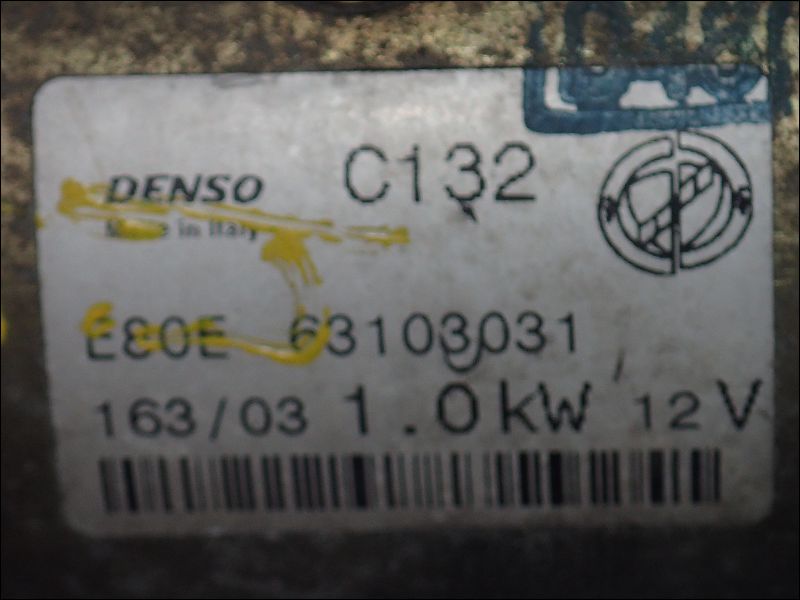 DENSO C132
Made in Italy
E80E 63103031
163/03 1.0kW 12V